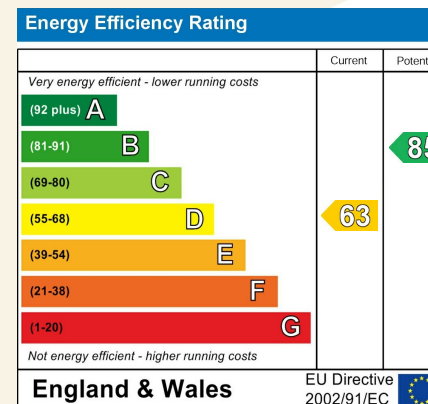 Energy Efficiency Rating
Current
Very energy efficient - lower running costs
(92 plus) A
(81-91) B
(69-80) C
(55-68) D 63
(39-54) E
(21-38) F
(1-20) G
Not energy efficient - higher running costs
England & Wales
EU Directive
2002/91/EC